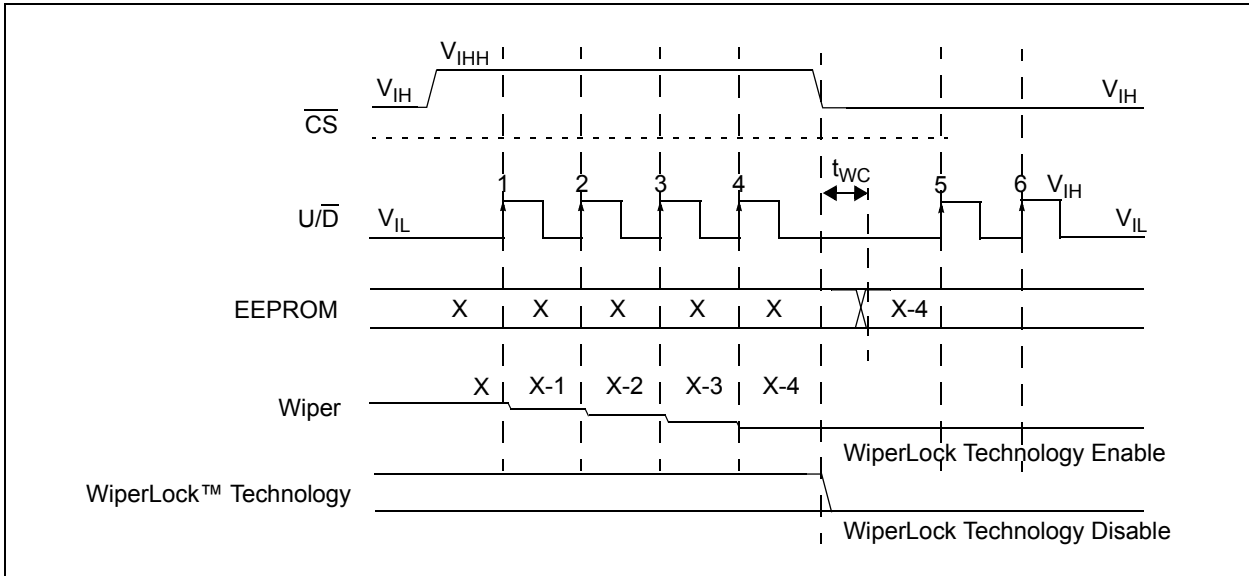 V_IHH
V_IH V_IH
C̅S̅
t_WC
1 2 3 4 5 6 V_IH
U/D̅ V_IL V_IL
EEPROM X X X X X X-4
X X-1 X-2 X-3 X-4
Wiper
WiperLock Technology Enable
WiperLock™ Technology
WiperLock Technology Disable